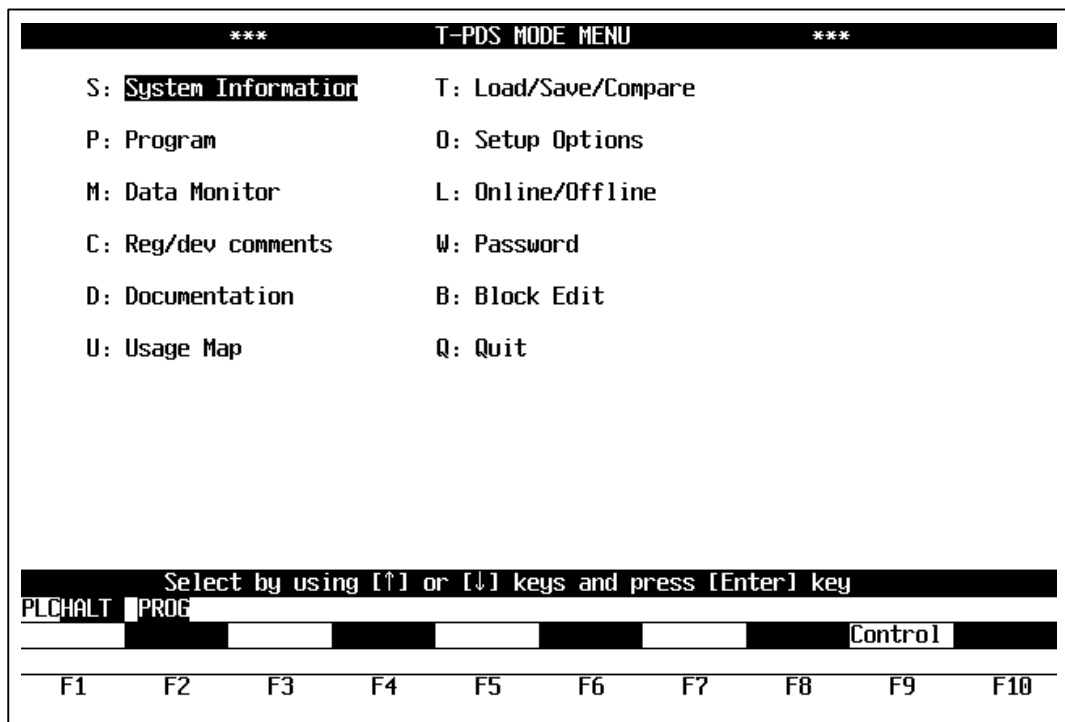 *** T-PDS MODE MENU ***
S: System Information T: Load/Save/Compare
P: Program O: Setup Options
M: Data Monitor L: Online/Offline
C: Reg/dev comments W: Password
D: Documentation B: Block Edit
U: Usage Map Q: Quit
Select by using [↑] or [↓] keys and press [Enter] key
PLCHALT PROG
Control
F1 F2 F3 F4 F5 F6 F7 F8 F9 F10